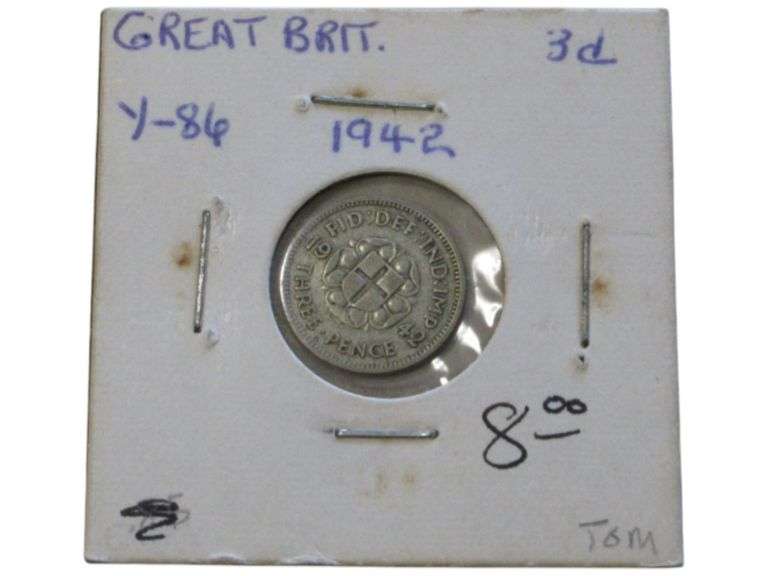 GREAT BRIT. 3d
Y-86 1942
FID:DEF:IND:IMP
19 42
THREE·PENCE
8.00
TOM